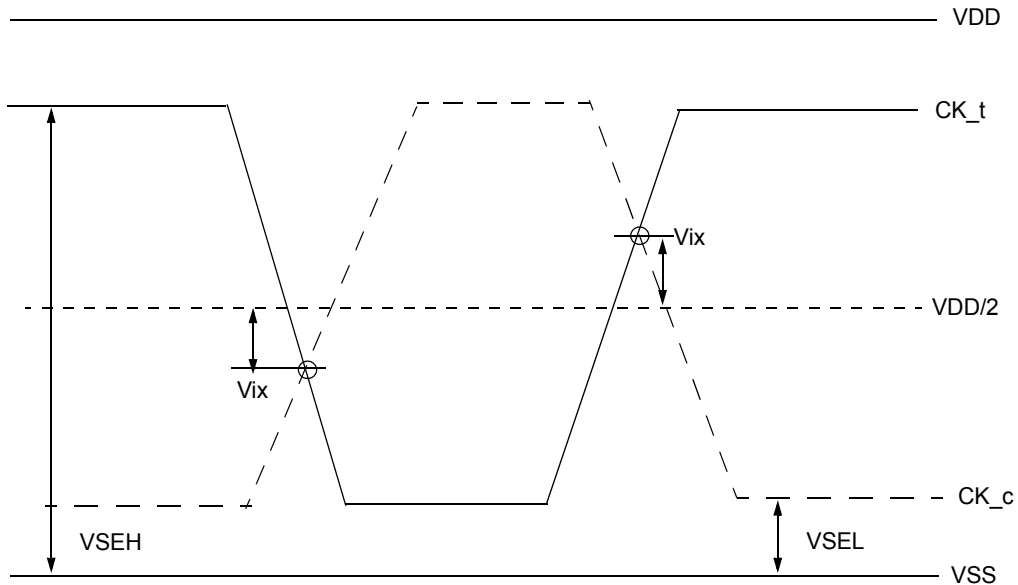 VDD
CK_t
Vix
VDD/2
Vix
CK_c
VSEH
VSEL
VSS